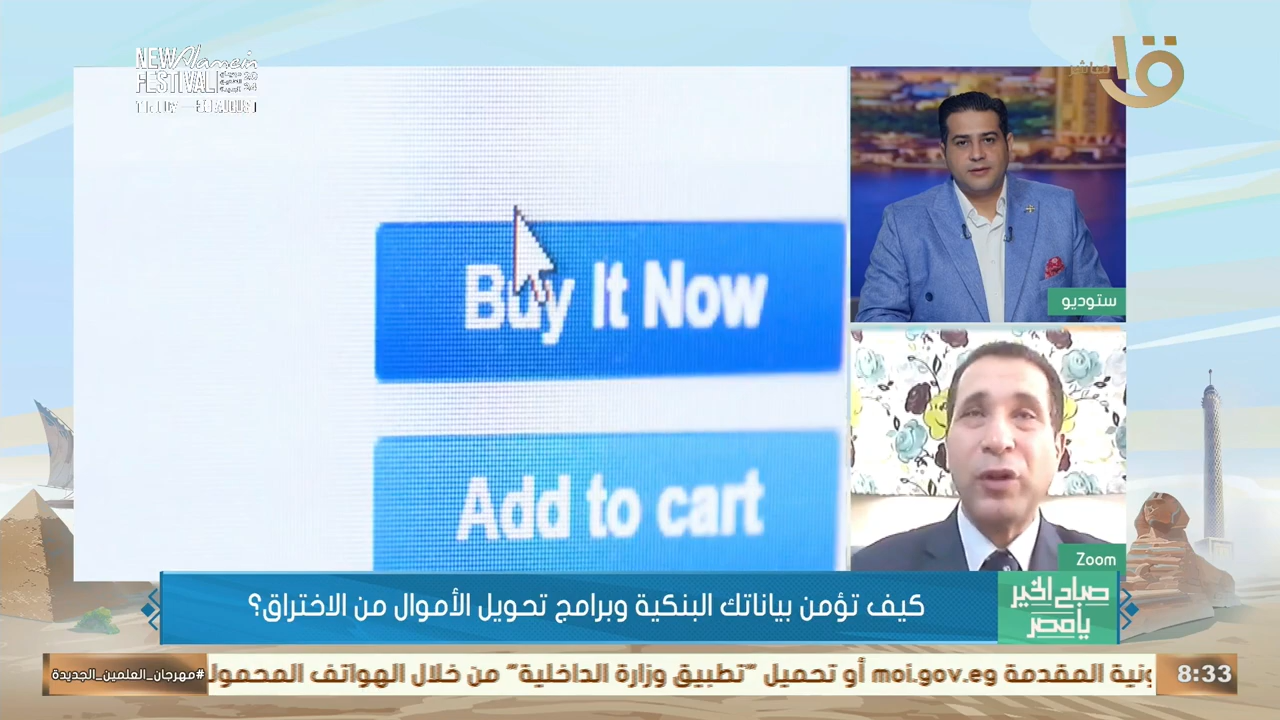 NEW Alamein
FESTIVAL
مباشر
Buy It Now
Add to cart
ستوديو
Zoom
صباح الخير
يا مصر
كيف تؤمن بياناتك البنكية وبرامج تحويل الأموال من الاختراق؟
#مهرجان_العلمين_الجديدة
ونية المقدمة moi.gov.eg أو تحميل "تطبيق وزارة الداخلية" من خلال الهواتف المحمول
8:33